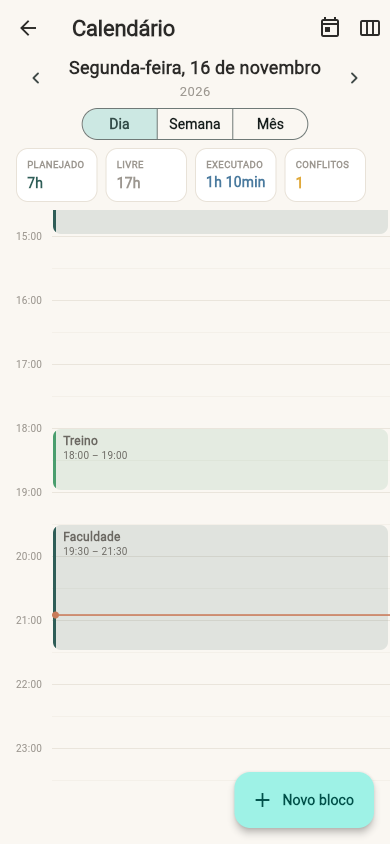 Calendário
Segunda-feira, 16 de novembro
2026
Dia
Semana
Mês
PLANEJADO
7h
LIVRE
17h
EXECUTADO
1h 10min
CONFLITOS
1
15:00
16:00
17:00
18:00
Treino
18:00 – 19:00
19:00
Faculdade
19:30 – 21:30
20:00
21:00
22:00
23:00
Novo bloco